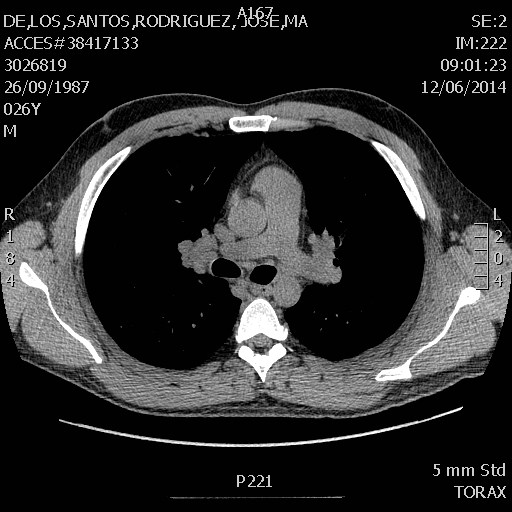 A167
DE,LOS,SANTOS,RODRIGUEZ, JOSE,MA
ACCES#38417133
3026819
26/09/1987
026Y
M
SE:2
IM:222
09:01:23
12/06/2014
R
1
8
4
L
2
0
4
P221
5 mm Std
TORAX